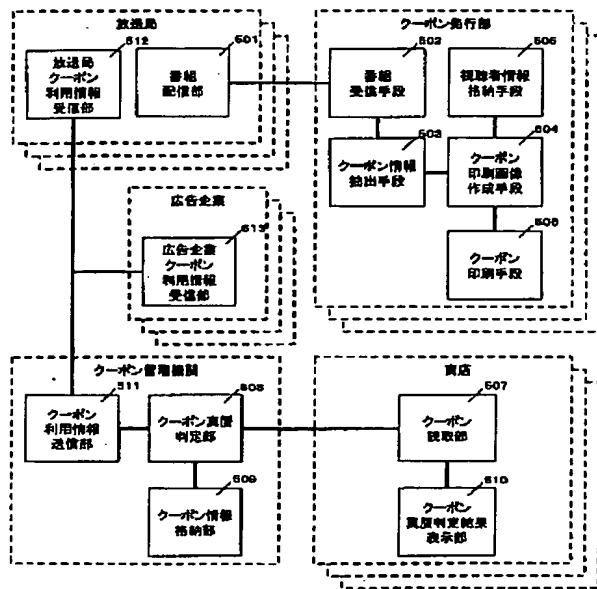 放送局
512
放送局
クーポン
利用情報
受信部
501
番組
配信部
クーポン発行部
502
番組
受信手段
505
視聴者情報
格納手段
503
クーポン情報
抽出手段
504
クーポン
印刷画像
作成手段
506
クーポン
印刷手段
広告企業
513
広告企業
クーポン
利用情報
受信部
クーポン管理機関
511
クーポン
利用情報
送信部
508
クーポン真贋
判定部
509
クーポン情報
格納部
商店
507
クーポン
読取部
510
クーポン
真贋判定結果
表示部